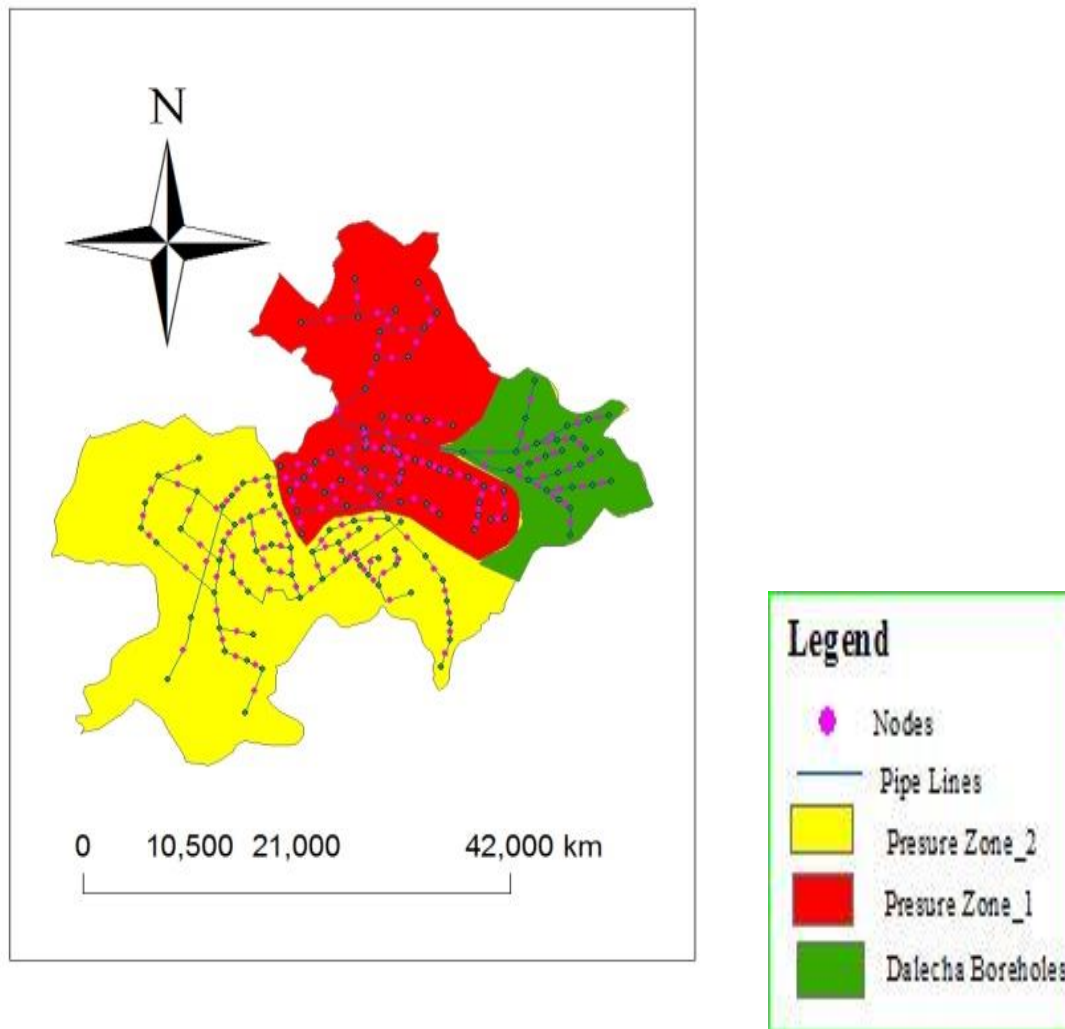 N
0 10,500 21,000 42,000 km
Legend
Nodes
Pipe Lines
Presure Zone_2
Presure Zone_1
Dalecha Boreholes